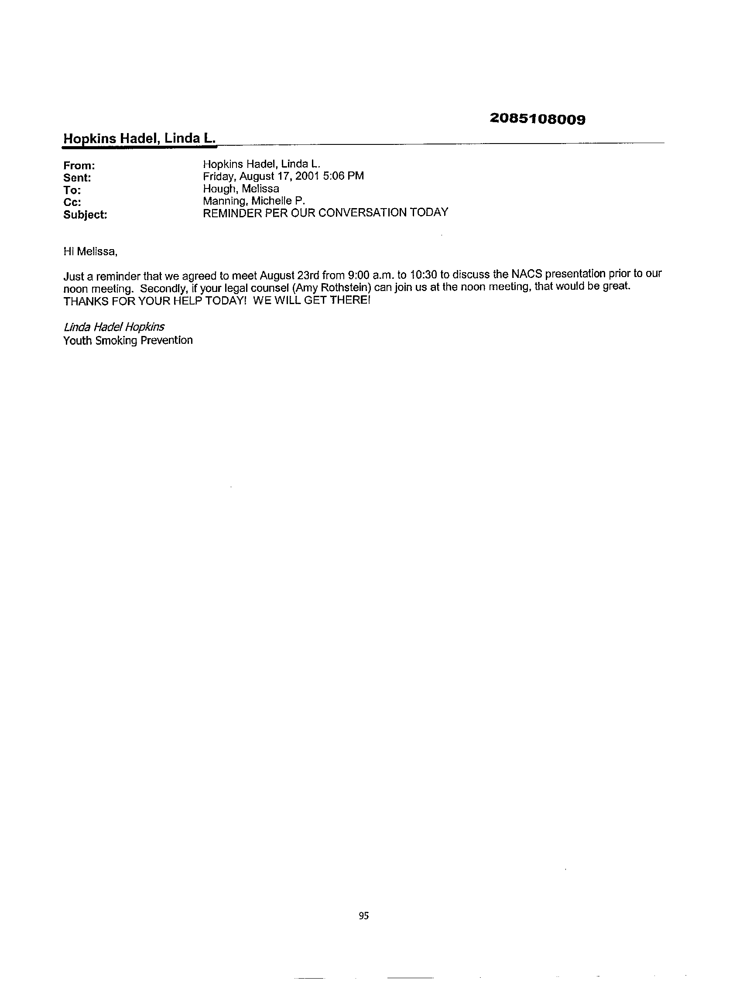 2085108009
Hopkins Hadel, Linda L.
From: Hopkins Hadel, Linda L.
Sent: Friday, August 17, 2001 5:06 PM
To: Hough, Melissa
Cc: Manning, Michelle P.
Subject: REMINDER PER OUR CONVERSATION TODAY
Hi Melissa,
Just a reminder that we agreed to meet August 23rd from 9:00 a.m. to 10:30 to discuss the NACS presentation prior to our
noon meeting. Secondly, if your legal counsel (Amy Rothstein) can join us at the noon meeting, that would be great.
THANKS FOR YOUR HELP TODAY! WE WILL GET THERE!
Linda Hadel Hopkins
Youth Smoking Prevention
95